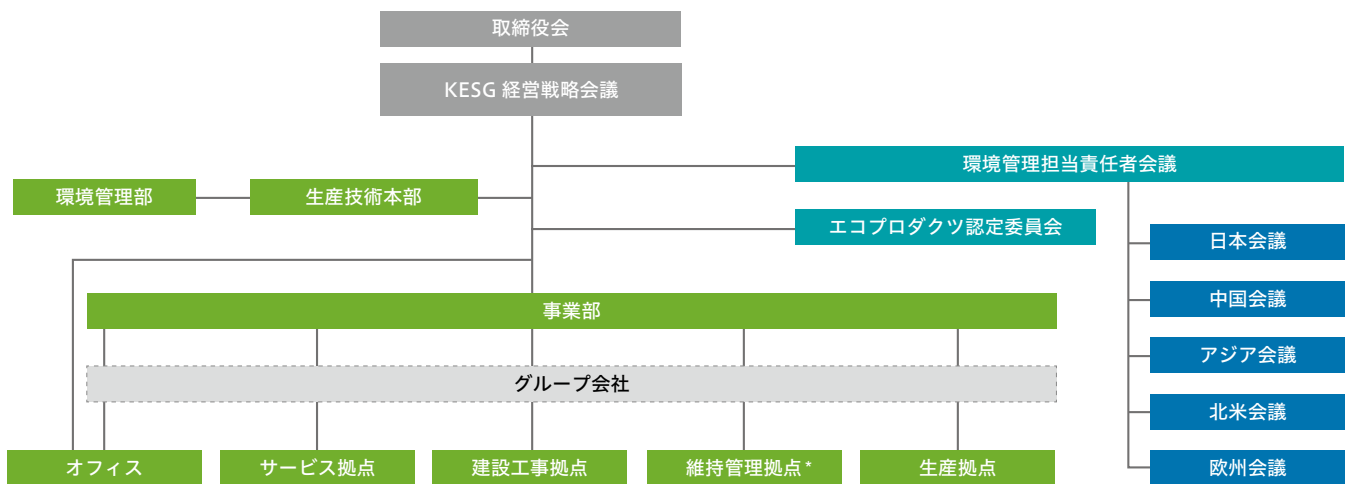 取締役会
KESG 経営戦略会議
環境管理担当責任者会議
環境管理部
生産技術本部
エコプロダクツ認定委員会
日本会議
中国会議
アジア会議
北米会議
欧州会議
事業部
グループ会社
オフィス
サービス拠点
建設工事拠点
維持管理拠点*
生産拠点